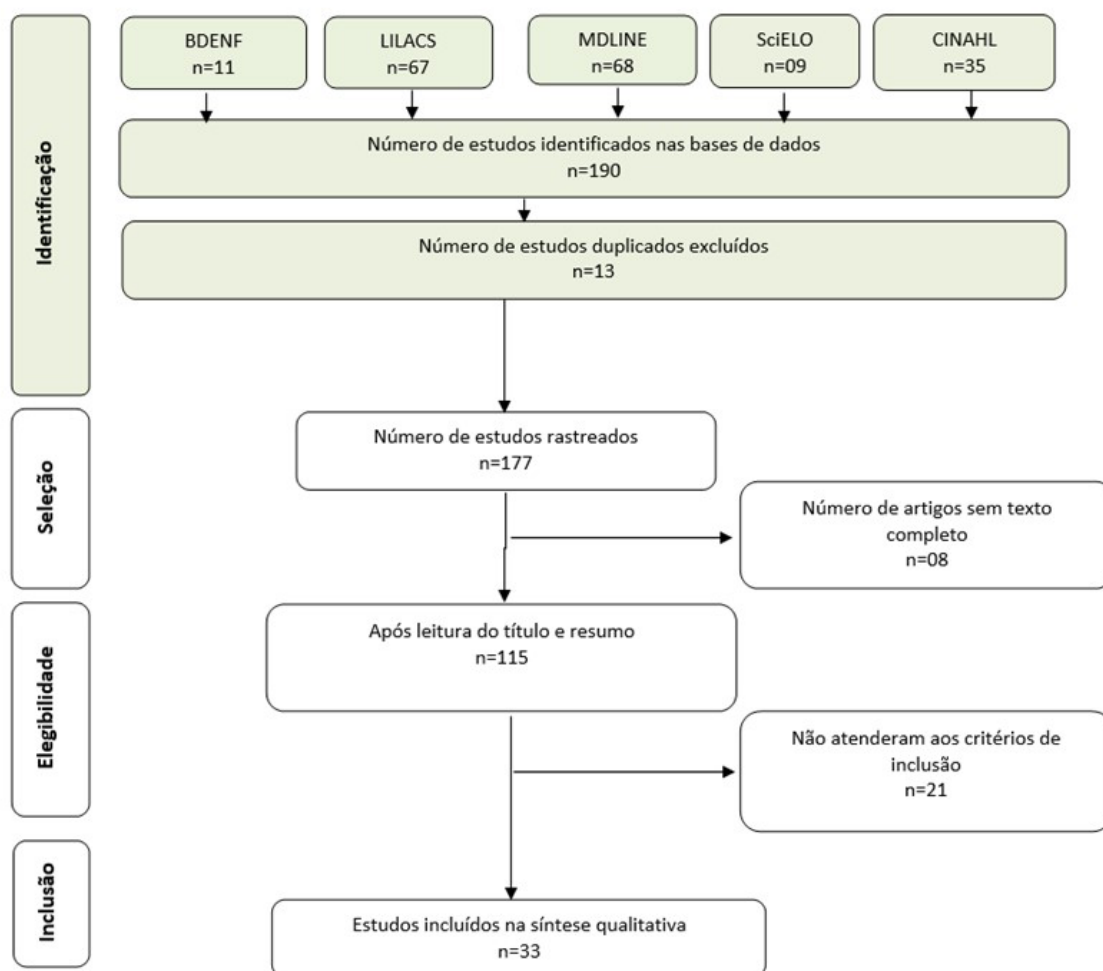 BDENF
n=11
LILACS
n=67
MDLINE
n=68
SciELO
n=09
CINAHL
n=35
Identificação
Número de estudos identificados nas bases de dados
n=190
Número de estudos duplicados excluídos
n=13
Seleção
Número de estudos rastreados
n=177
Número de artigos sem texto
completo
n=08
Elegibilidade
Após leitura do título e resumo
n=115
Não atenderam aos critérios de
inclusão
n=21
Inclusão
Estudos incluídos na síntese qualitativa
n=33